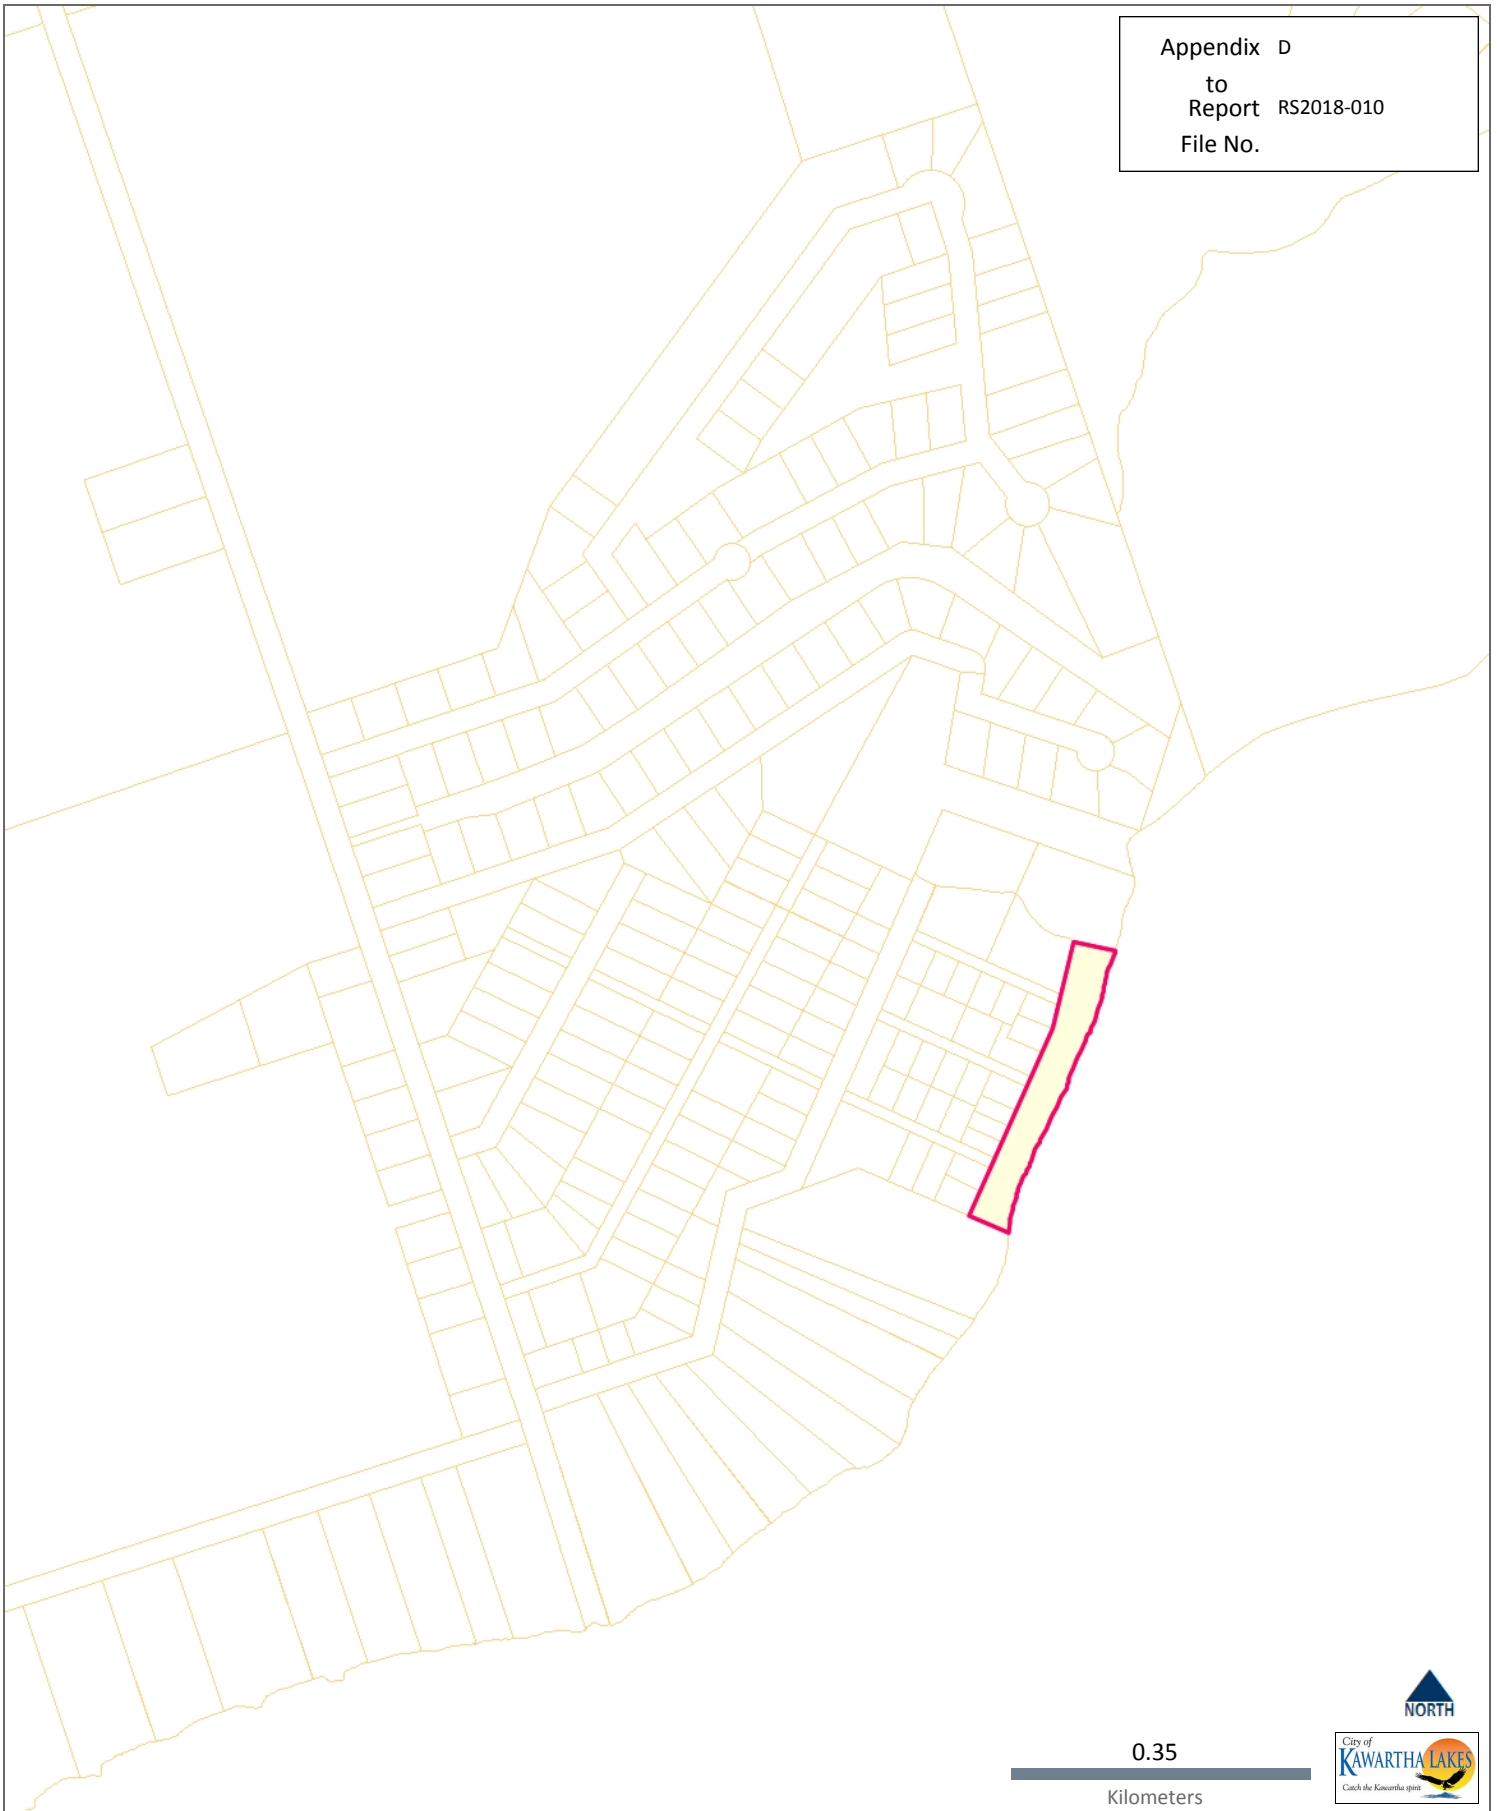 Appendix D
to
Report RS2018-010
File No.
NORTH
0.35
Kilometers
City of
KAWARTHA LAKES
Catch the Kawartha spirit